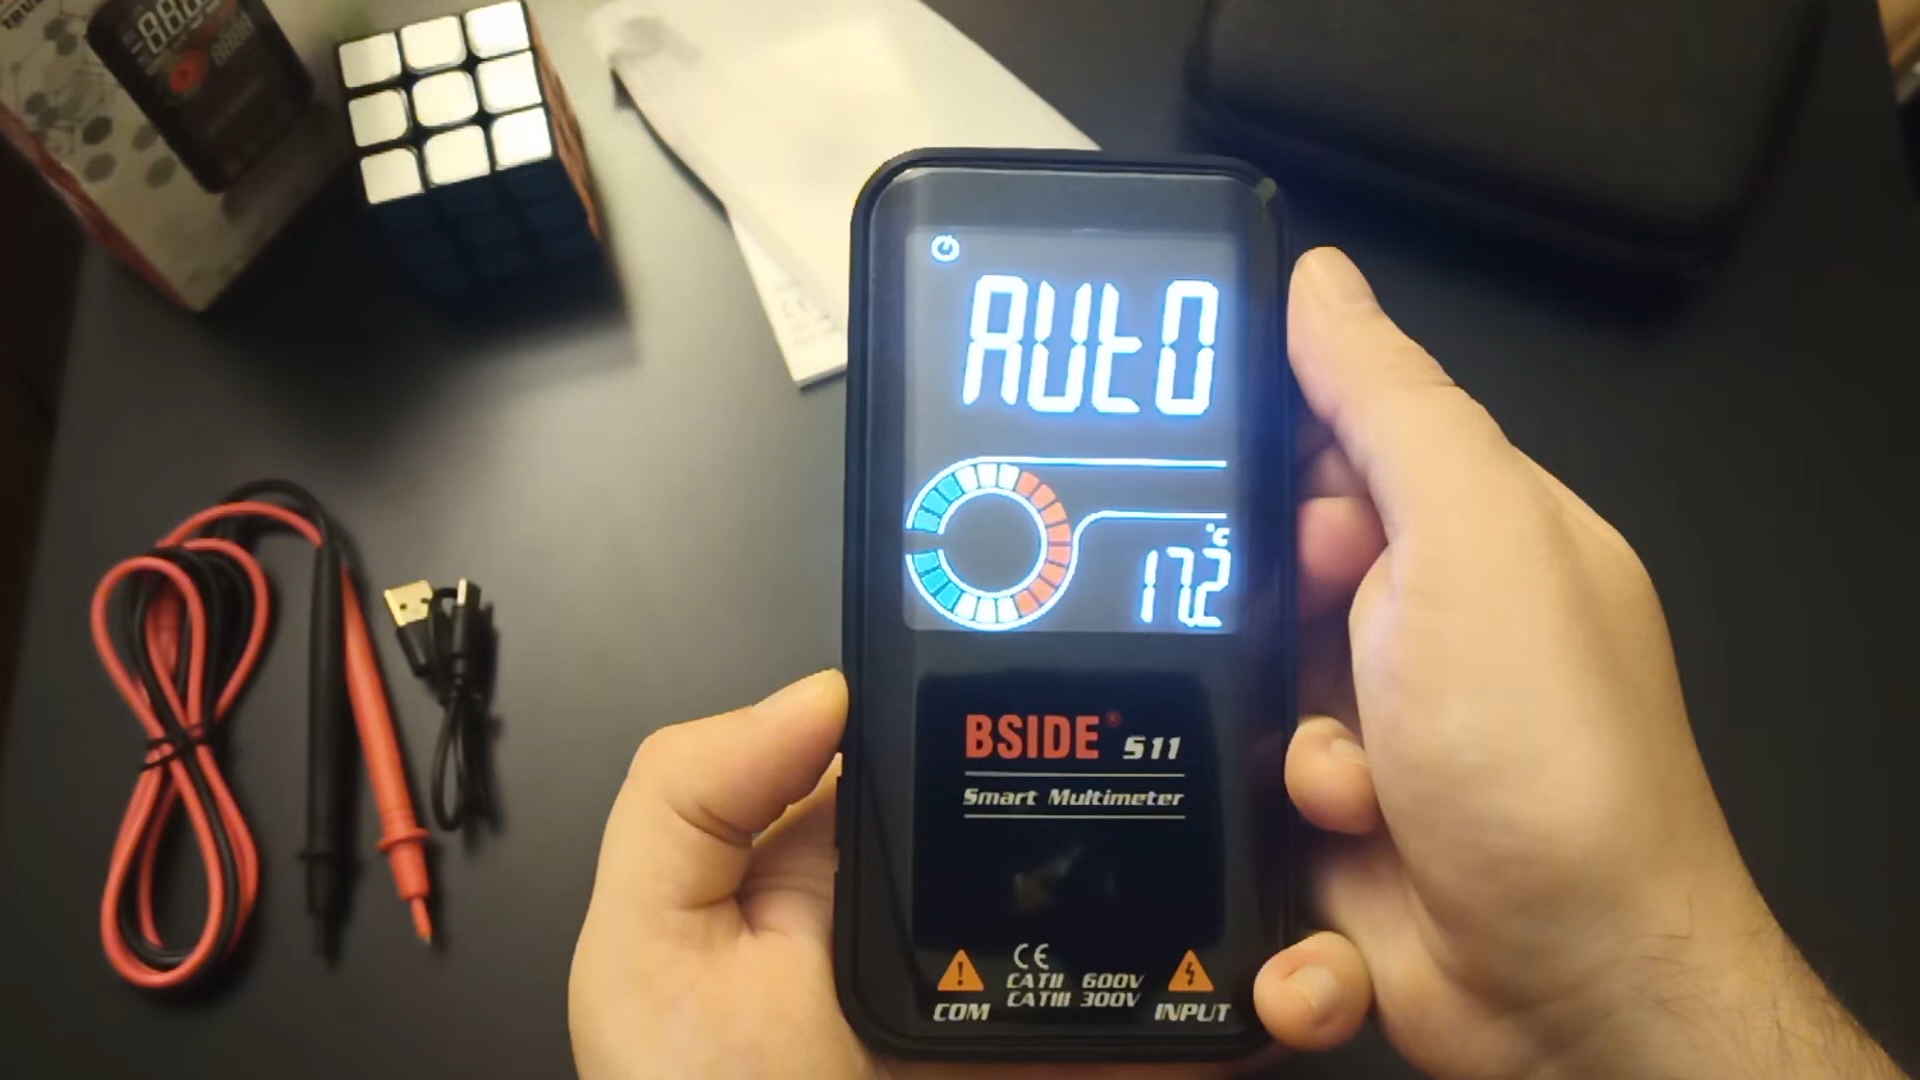 AUtO
°C
17.2
BSIDE® S11
Smart Multimeter
CE
CATII 600V
CATIII 300V
COM
INPUT